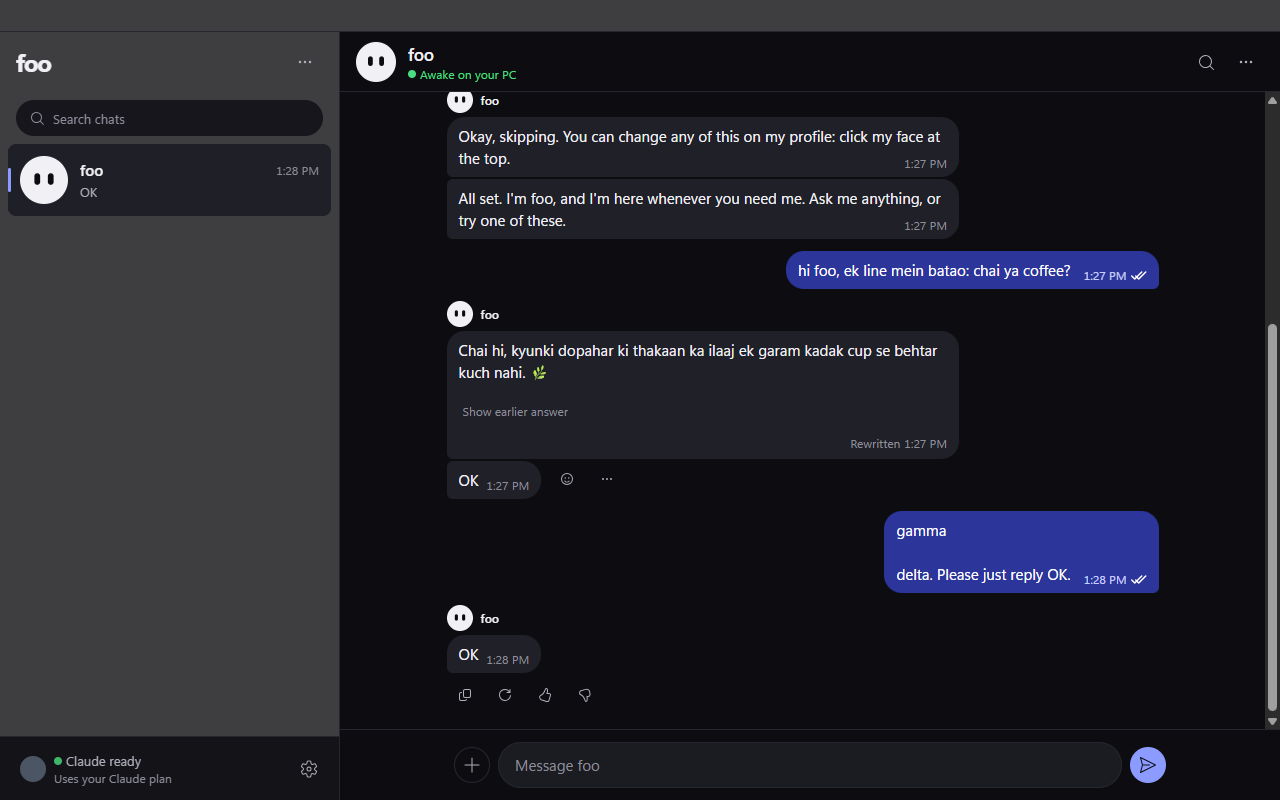 foo
Search chats
foo
1:28 PM
OK
Claude ready
Uses your Claude plan
foo
Awake on your PC
foo
Okay, skipping. You can change any of this on my profile: click my face at
the top.
1:27 PM
All set. I'm foo, and I'm here whenever you need me. Ask me anything, or
try one of these.
1:27 PM
hi foo, ek line mein batao: chai ya coffee? 1:27 PM
foo
Chai hi, kyunki dopahar ki thakaan ka ilaaj ek garam kadak cup se behtar
kuch nahi. 🌿
Show earlier answer
Rewritten 1:27 PM
OK 1:27 PM
gamma
delta. Please just reply OK. 1:28 PM
foo
OK 1:28 PM
Message foo